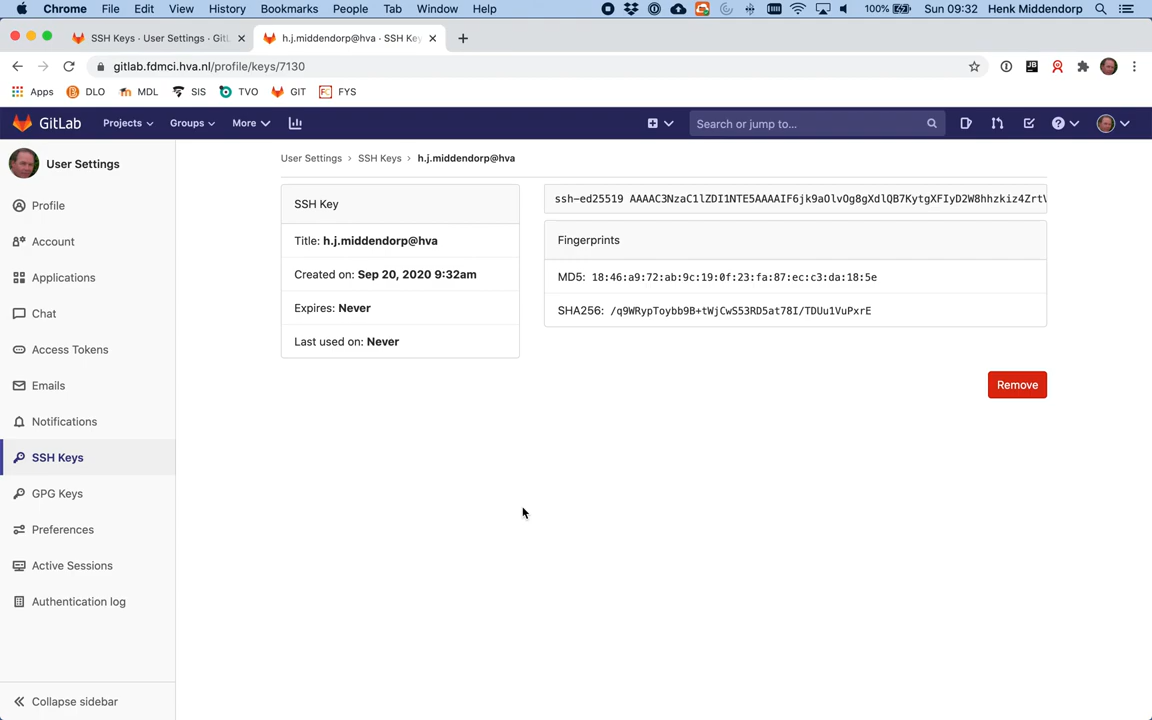 Chrome File Edit View History Bookmarks People Tab Window Help 100% Sun 09:32 Henk Middendorp
SSH Keys · User Settings · GitL h.j.middendorp@hva · SSH Key
gitlab.fdmci.hva.nl/profile/keys/7130
Apps DLO MDL SIS TVO GIT FYS
GitLab Projects Groups More Search or jump to...
User Settings
User Settings › SSH Keys › h.j.middendorp@hva
Profile
Account
Applications
Chat
Access Tokens
Emails
Notifications
SSH Keys
GPG Keys
Preferences
Active Sessions
Authentication log
Collapse sidebar
SSH Key
Title: h.j.middendorp@hva
Created on: Sep 20, 2020 9:32am
Expires: Never
Last used on: Never
ssh-ed25519 AAAAC3NzaC1lZDI1NTE5AAAAIF6jk9aOlvOg8gXdlQB7KytgXFIyD2W8hhzkiz4Zrt
Fingerprints
MD5: 18:46:a9:72:ab:9c:19:0f:23:fa:87:ec:c3:da:18:5e
SHA256: /q9WRypToybb9B+tWjCwS53RD5at78I/TDUu1VuPxrE
Remove